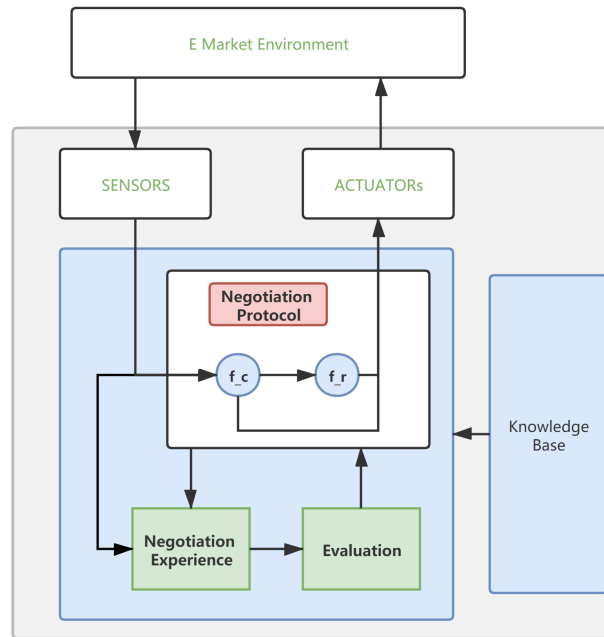 E Market Environment
SENSORS
ACTUATORs
Negotiation
Protocol
f_c
f_r
Knowledge
Base
Negotiation
Experience
Evaluation